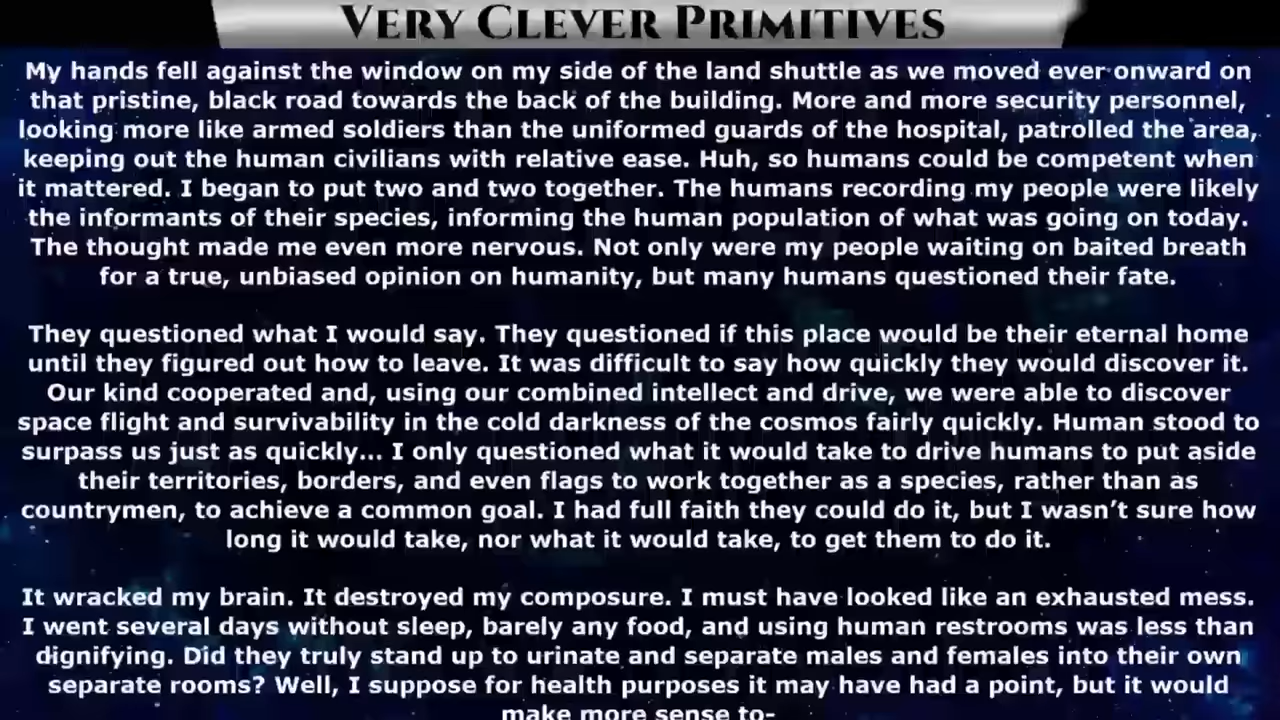 VERY CLEVER PRIMITIVES
My hands fell against the window on my side of the land shuttle as we moved ever onward on
that pristine, black road towards the back of the building. More and more security personnel,
looking more like armed soldiers than the uniformed guards of the hospital, patrolled the area,
keeping out the human civilians with relative ease. Huh, so humans could be competent when
it mattered. I began to put two and two together. The humans recording my people were likely
the informants of their species, informing the human population of what was going on today.
The thought made me even more nervous. Not only were my people waiting on baited breath
for a true, unbiased opinion on humanity, but many humans questioned their fate.
They questioned what I would say. They questioned if this place would be their eternal home
until they figured out how to leave. It was difficult to say how quickly they would discover it.
Our kind cooperated and, using our combined intellect and drive, we were able to discover
space flight and survivability in the cold darkness of the cosmos fairly quickly. Human stood to
surpass us just as quickly... I only questioned what it would take to drive humans to put aside
their territories, borders, and even flags to work together as a species, rather than as
countrymen, to achieve a common goal. I had full faith they could do it, but I wasn't sure how
long it would take, nor what it would take, to get them to do it.
It wracked my brain. It destroyed my composure. I must have looked like an exhausted mess.
I went several days without sleep, barely any food, and using human restrooms was less than
dignifying. Did they truly stand up to urinate and separate males and females into their own
separate rooms? Well, I suppose for health purposes it may have had a point, but it would
make more sense to-